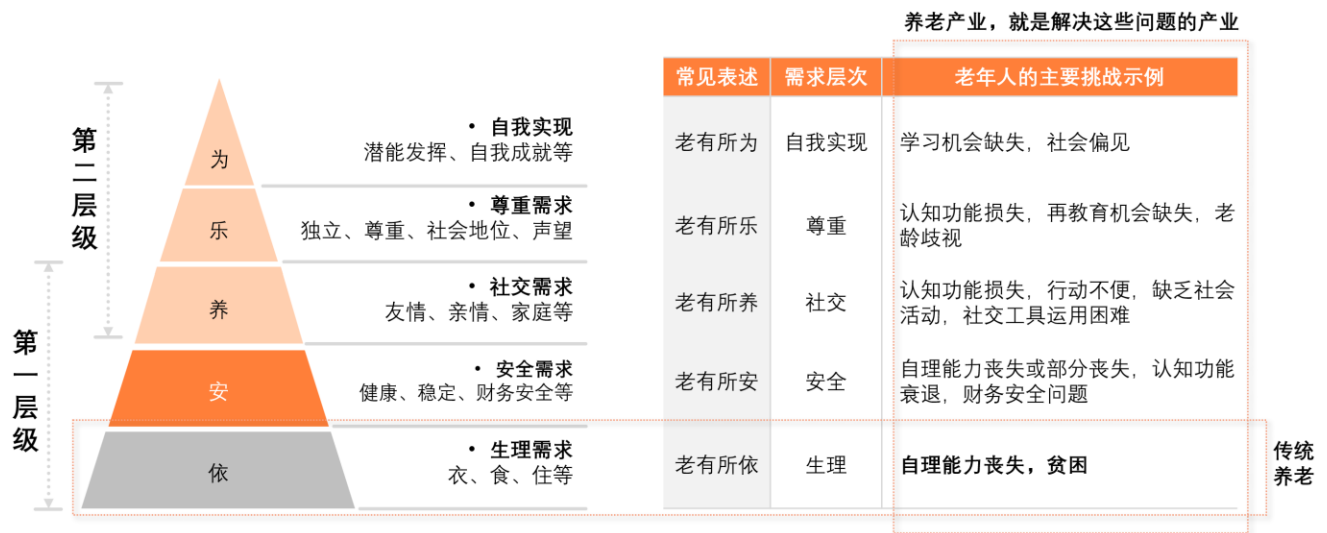 养老产业，就是解决这些问题的产业
第二层级
第一层级
为
乐
养
安
依
• 自我实现
潜能发挥、自我成就等
• 尊重需求
独立、尊重、社会地位、声望
• 社交需求
友情、亲情、家庭等
• 安全需求
健康、稳定、财务安全等
• 生理需求
衣、食、住等
常见表述 需求层次 老年人的主要挑战示例
老有所为 自我实现 学习机会缺失，社会偏见
老有所乐 尊重 认知功能损失，再教育机会缺失，老
龄歧视
老有所养 社交 认知功能损失，行动不便，缺乏社会
活动，社交工具运用困难
老有所安 安全 自理能力丧失或部分丧失，认知功能
衰退，财务安全问题
老有所依 生理 自理能力丧失，贫困
传统
养老